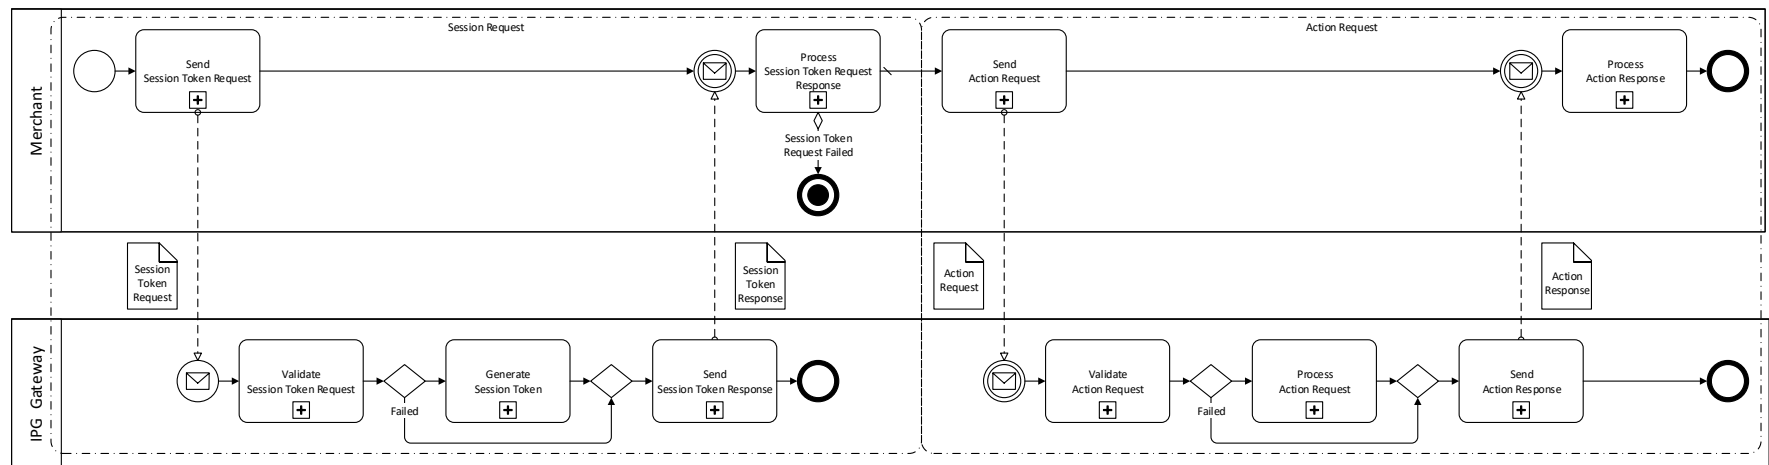 Session Request
Action Request
Merchant
Send
Session Token Request
Process
Session Token Request
Response
Send
Action Request
Process
Action Response
Session Token
Request Failed
Session
Token
Request
Session
Token
Response
Action
Request
Action
Response
IPG Gateway
Validate
Session Token Request
Failed
Generate
Session Token
Send
Session Token Response
Validate
Action Request
Failed
Process
Action Request
Send
Action Response